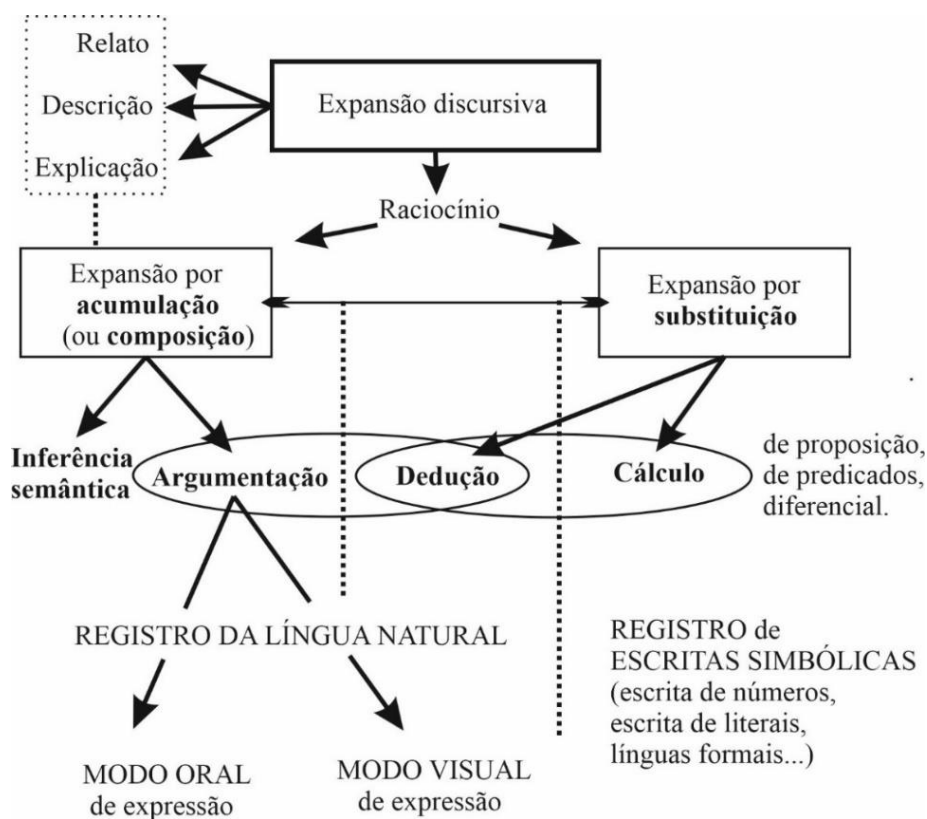 Relato
Descrição
Explicação
Expansão discursiva
Raciocínio
Expansão por
acumulação
(ou composição)
Expansão por
substituição
Inferência
semântica
Argumentação
Dedução
Cálculo
de proposição,
de predicados,
diferencial.
REGISTRO DA LÍNGUA NATURAL
REGISTRO de
ESCRITAS SIMBÓLICAS
(escrita de números,
escrita de literais,
línguas formais...)
MODO ORAL
de expressão
MODO VISUAL
de expressão